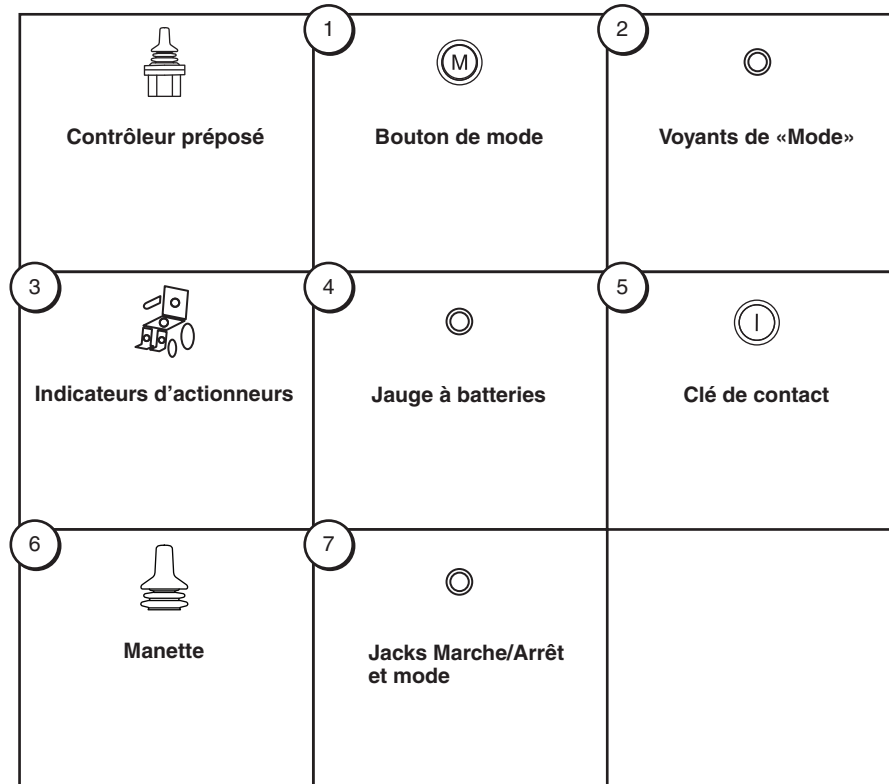 1
2
Contrôleur préposé
M
Bouton de mode
Voyants de «Mode»
3
4
5
Indicateurs d’actionneurs
Jauge à batteries
I
Clé de contact
6
7
Manette
Jacks Marche/Arrêt
et mode